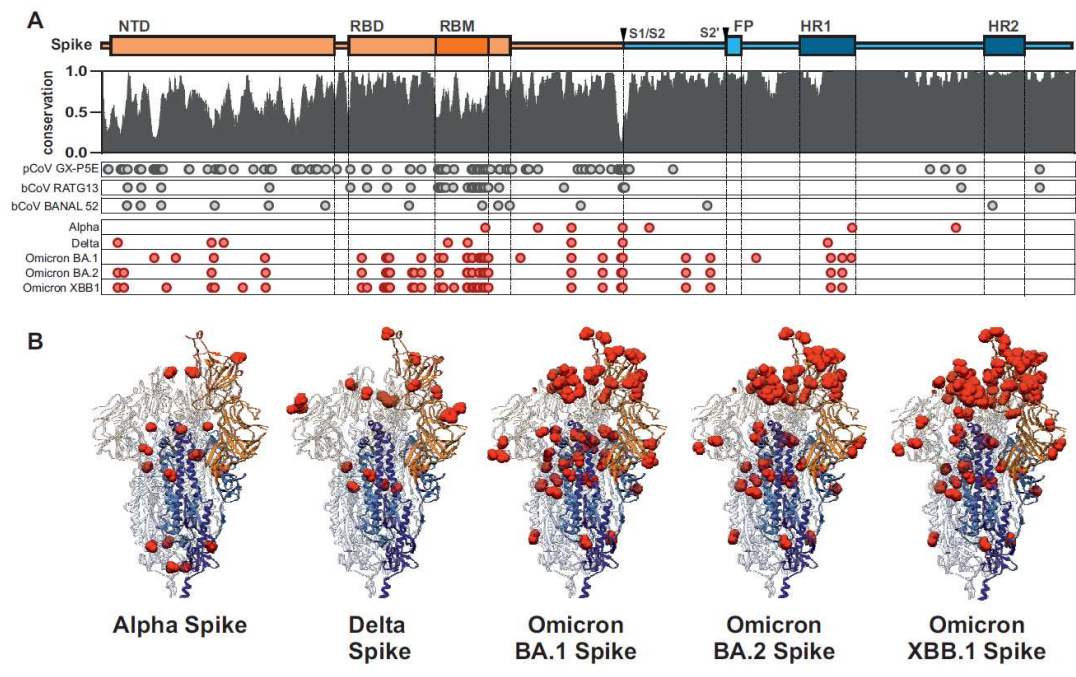 A
NTD RBD RBM S1/S2 S2' FP HR1 HR2
Spike
1.0
0.5
0.0
conservation
pCoV GX-P5E
bCoV RATG13
bCoV BANAL 52
Alpha
Delta
Omicron BA.1
Omicron BA.2
Omicron XBB1
B
Alpha Spike
Delta
Spike
Omicron
BA.1 Spike
Omicron
BA.2 Spike
Omicron
XBB.1 Spike